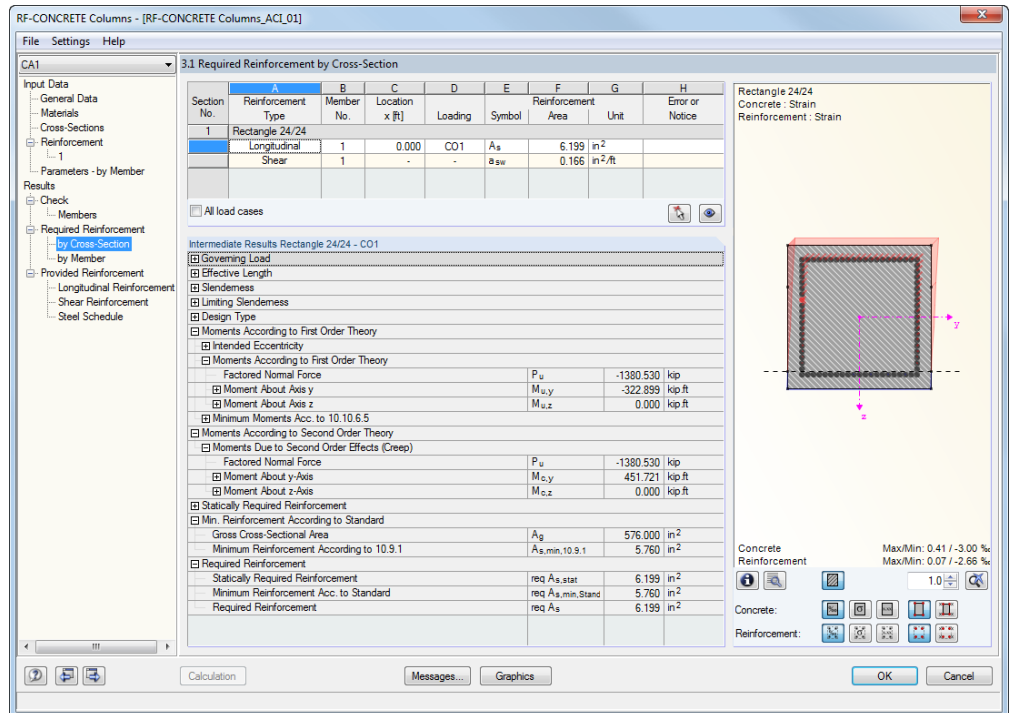 RF-CONCRETE Columns - [RF-CONCRETE Columns_ACI_01]
File Settings Help
CA1
3.1 Required Reinforcement by Cross-Section
Input Data
General Data
Materials
Cross-Sections
Reinforcement
1
Parameters - by Member
Results
Check
Members
Required Reinforcement
by Cross-Section
by Member
Provided Reinforcement
Longitudinal Reinforcement
Shear Reinforcement
Steel Schedule
A B C D E F G H
Section Reinforcement Member Location Reinforcement Error or
No. Type No. x [ft] Loading Symbol Area Unit Notice
1 Rectangle 24/24
Longitudinal 1 0.000 CO1 As 6.199 in2
Shear 1 - - asw 0.166 in2/ft
All load cases
Intermediate Results Rectangle 24/24 - CO1
Governing Load
Effective Length
Slenderness
Limiting Slenderness
Design Type
Moments According to First Order Theory
Intended Eccentricity
Moments According to First Order Theory
Factored Normal Force Pu -1380.530 kip
Moment About Axis y Mu,y -322.899 kip.ft
Moment About Axis z Mu,z 0.000 kip.ft
Minimum Moments Acc. to 10.10.6.5
Moments According to Second Order Theory
Moments Due to Second Order Effects (Creep)
Factored Normal Force Pu -1380.530 kip
Moment About y-Axis Mc,y 451.721 kip.ft
Moment About z-Axis Mc,z 0.000 kip.ft
Statically Required Reinforcement
Min. Reinforcement According to Standard
Gross Cross-Sectional Area Ag 576.000 in2
Minimum Reinforcement According to 10.9.1 As,min,10.9.1 5.760 in2
Required Reinforcement
Statically Required Reinforcement req As,stat 6.199 in2
Minimum Reinforcement Acc. to Standard req As,min,Stand 5.760 in2
Required Reinforcement req As 6.199 in2
Rectangle 24/24
Concrete : Strain
Reinforcement : Strain
y
z
Concrete Max/Min: 0.41 / -3.00 ‰
Reinforcement Max/Min: 0.07 / -2.66 ‰
1.0
Concrete:
Reinforcement:
Calculation
Messages...
Graphics
OK
Cancel